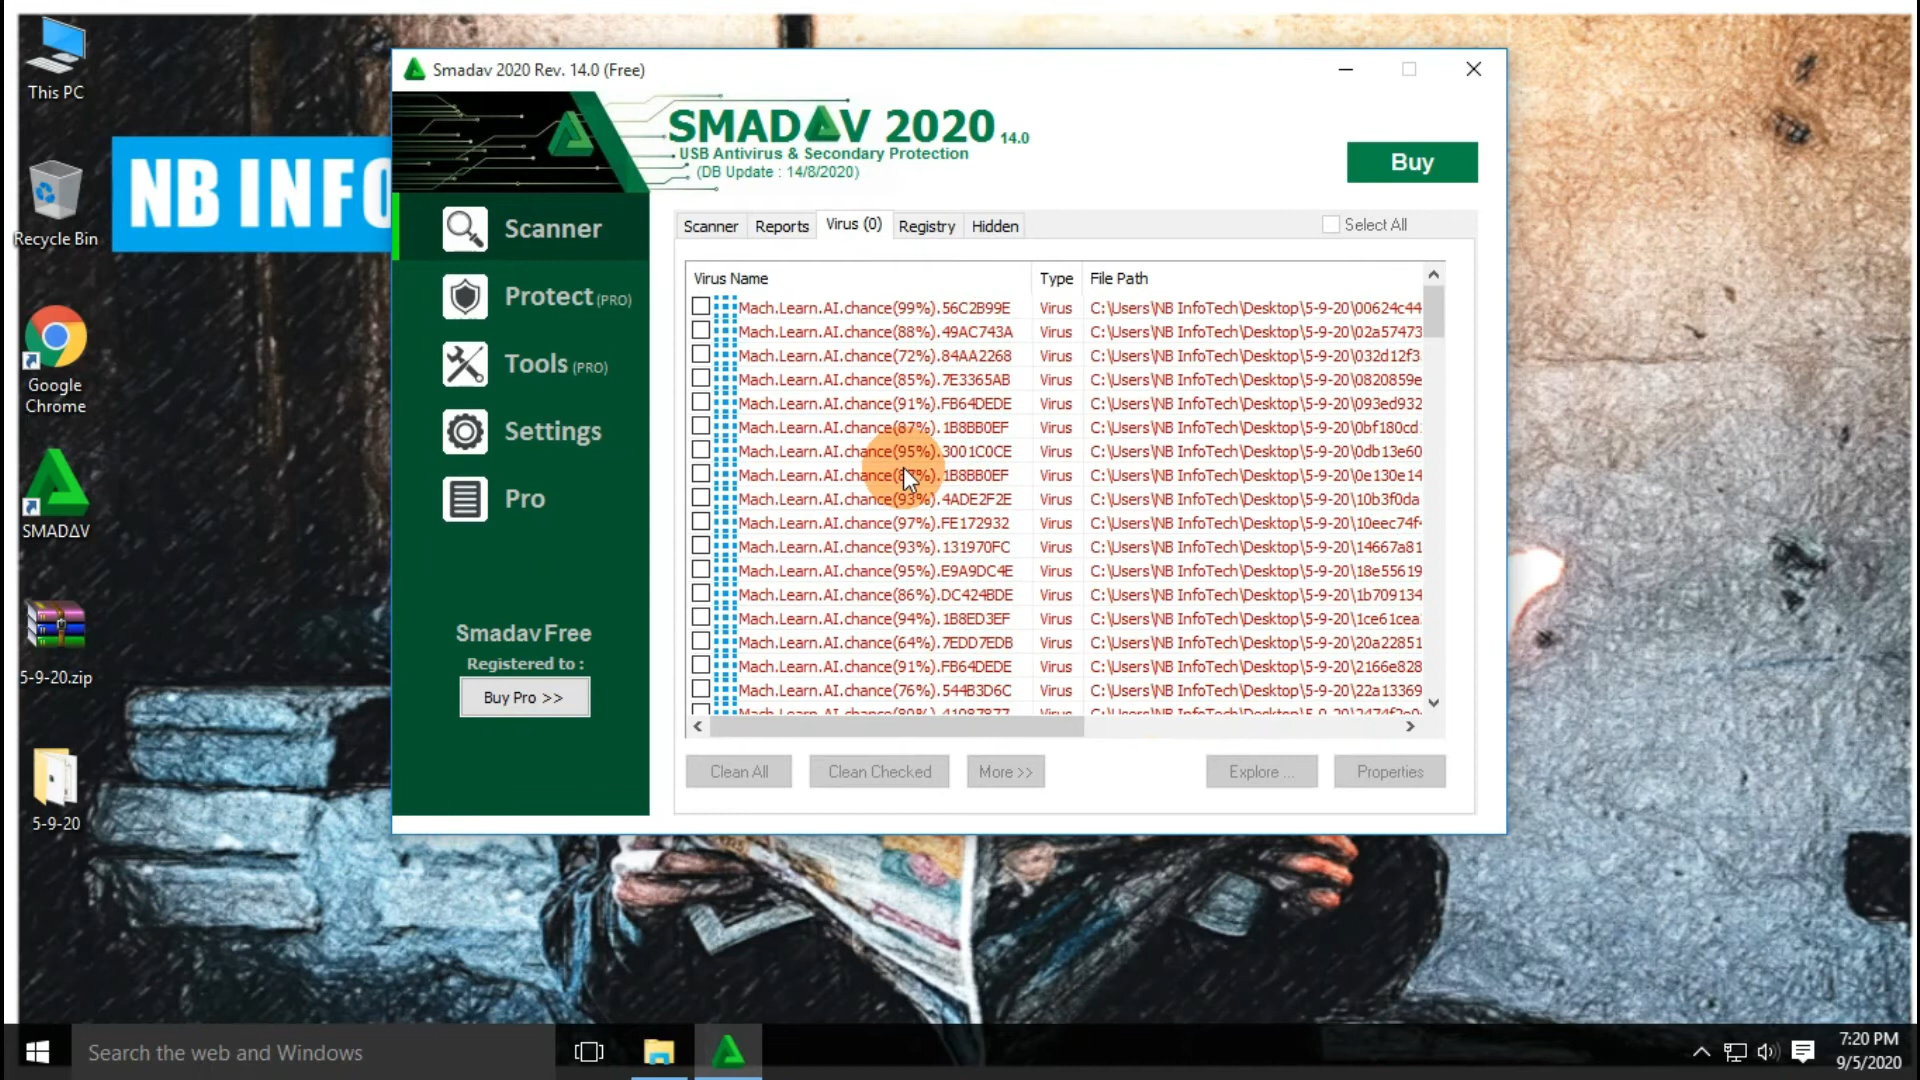 This PC
Recycle Bin
Google
Chrome
SMADΔV
5-9-20.zip
5-9-20
NB INFO
Smadav 2020 Rev. 14.0 (Free)
SMADΔV 2020 14.0
USB Antivirus & Secondary Protection
(DB Update : 14/8/2020)
Buy
Scanner
Protect (PRO)
Tools (PRO)
Settings
Pro
Smadav Free
Registered to :
Buy Pro >>
Scanner Reports Virus (0) Registry Hidden Select All
Virus Name Type File Path
Mach.Learn.AI.chance(99%).56C2B99E Virus C:\Users\NB InfoTech\Desktop\5-9-20\00624c44
Mach.Learn.AI.chance(88%).49AC743A Virus C:\Users\NB InfoTech\Desktop\5-9-20\02a57473
Mach.Learn.AI.chance(72%).84AA2268 Virus C:\Users\NB InfoTech\Desktop\5-9-20\032d12f3
Mach.Learn.AI.chance(85%).7E3365AB Virus C:\Users\NB InfoTech\Desktop\5-9-20\0820859e
Mach.Learn.AI.chance(91%).FB64DEDE Virus C:\Users\NB InfoTech\Desktop\5-9-20\093ed932
Mach.Learn.AI.chance(87%).1B8BB0EF Virus C:\Users\NB InfoTech\Desktop\5-9-20\0bf180cd
Mach.Learn.AI.chance(95%).3001C0CE Virus C:\Users\NB InfoTech\Desktop\5-9-20\0db13e60
Mach.Learn.AI.chance(87%).1B8BB0EF Virus C:\Users\NB InfoTech\Desktop\5-9-20\0e130e14
Mach.Learn.AI.chance(93%).4ADE2F2E Virus C:\Users\NB InfoTech\Desktop\5-9-20\10b3f0da
Mach.Learn.AI.chance(97%).FE172932 Virus C:\Users\NB InfoTech\Desktop\5-9-20\10eec74f
Mach.Learn.AI.chance(93%).131970FC Virus C:\Users\NB InfoTech\Desktop\5-9-20\14667a81
Mach.Learn.AI.chance(95%).E9A9DC4E Virus C:\Users\NB InfoTech\Desktop\5-9-20\18e55619
Mach.Learn.AI.chance(86%).DC424BDE Virus C:\Users\NB InfoTech\Desktop\5-9-20\1b709134
Mach.Learn.AI.chance(94%).1B8ED3EF Virus C:\Users\NB InfoTech\Desktop\5-9-20\1ce61cea
Mach.Learn.AI.chance(64%).7EDD7EDB Virus C:\Users\NB InfoTech\Desktop\5-9-20\20a22851
Mach.Learn.AI.chance(91%).FB64DEDE Virus C:\Users\NB InfoTech\Desktop\5-9-20\2166e828
Mach.Learn.AI.chance(76%).544B3D6C Virus C:\Users\NB InfoTech\Desktop\5-9-20\22a13369
Clean All Clean Checked More >> Explore ... Properties
Search the web and Windows
7:20 PM
9/5/2020